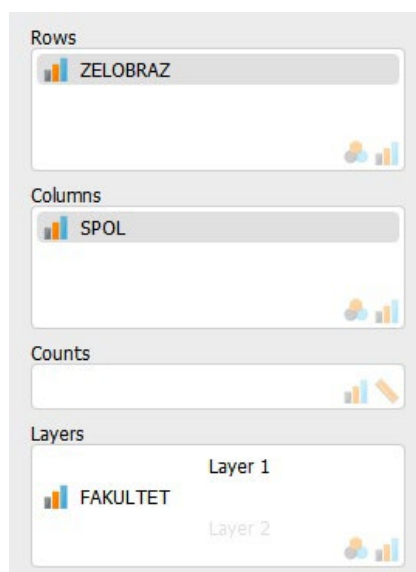 Rows
ZELOBRAZ
Columns
SPOL
Counts
Layers
Layer 1
FAKULTET
Layer 2